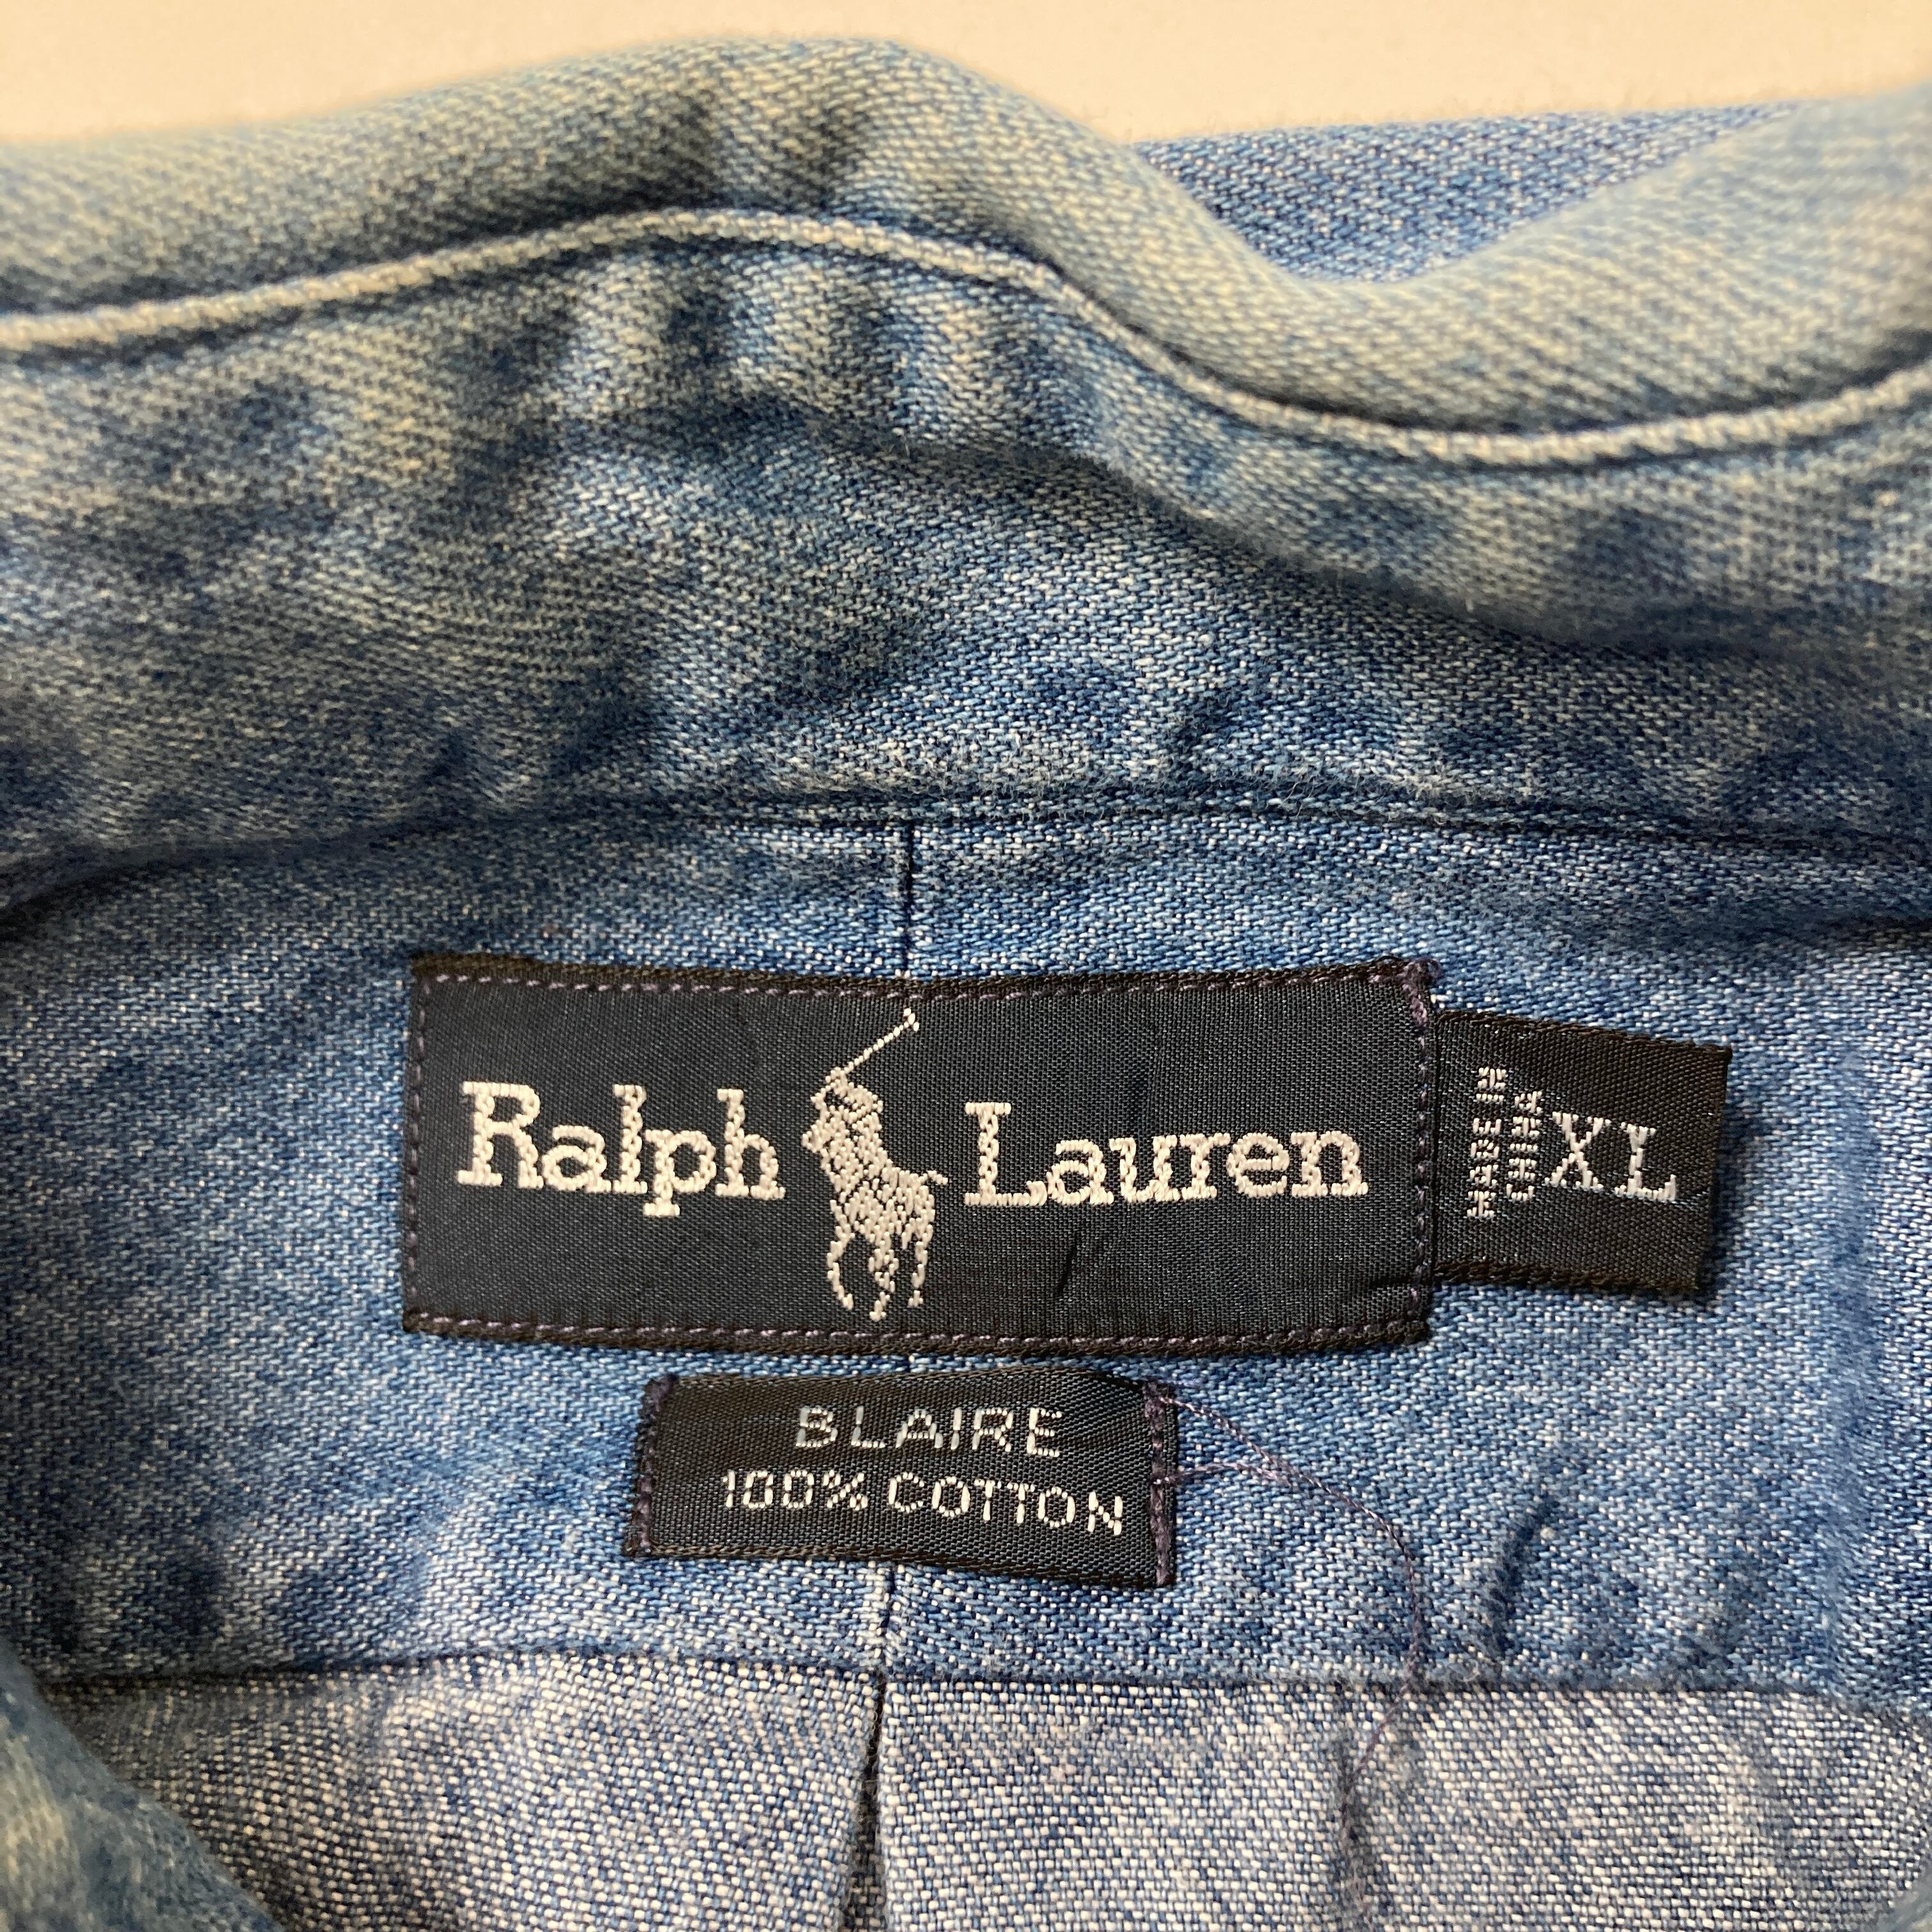 Ralph Lauren
XL
BLAIRE
100% COTTON